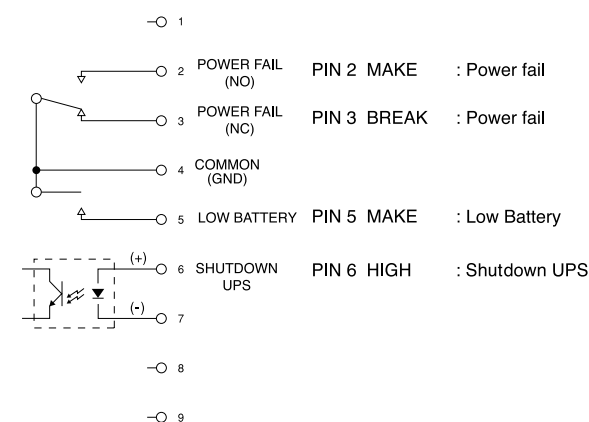 1
2 POWER FAIL (NO) PIN 2 MAKE : Power fail
3 POWER FAIL (NC) PIN 3 BREAK : Power fail
4 COMMON (GND)
5 LOW BATTERY PIN 5 MAKE : Low Battery
(+) 6 SHUTDOWN UPS PIN 6 HIGH : Shutdown UPS
(-) 7
8
9